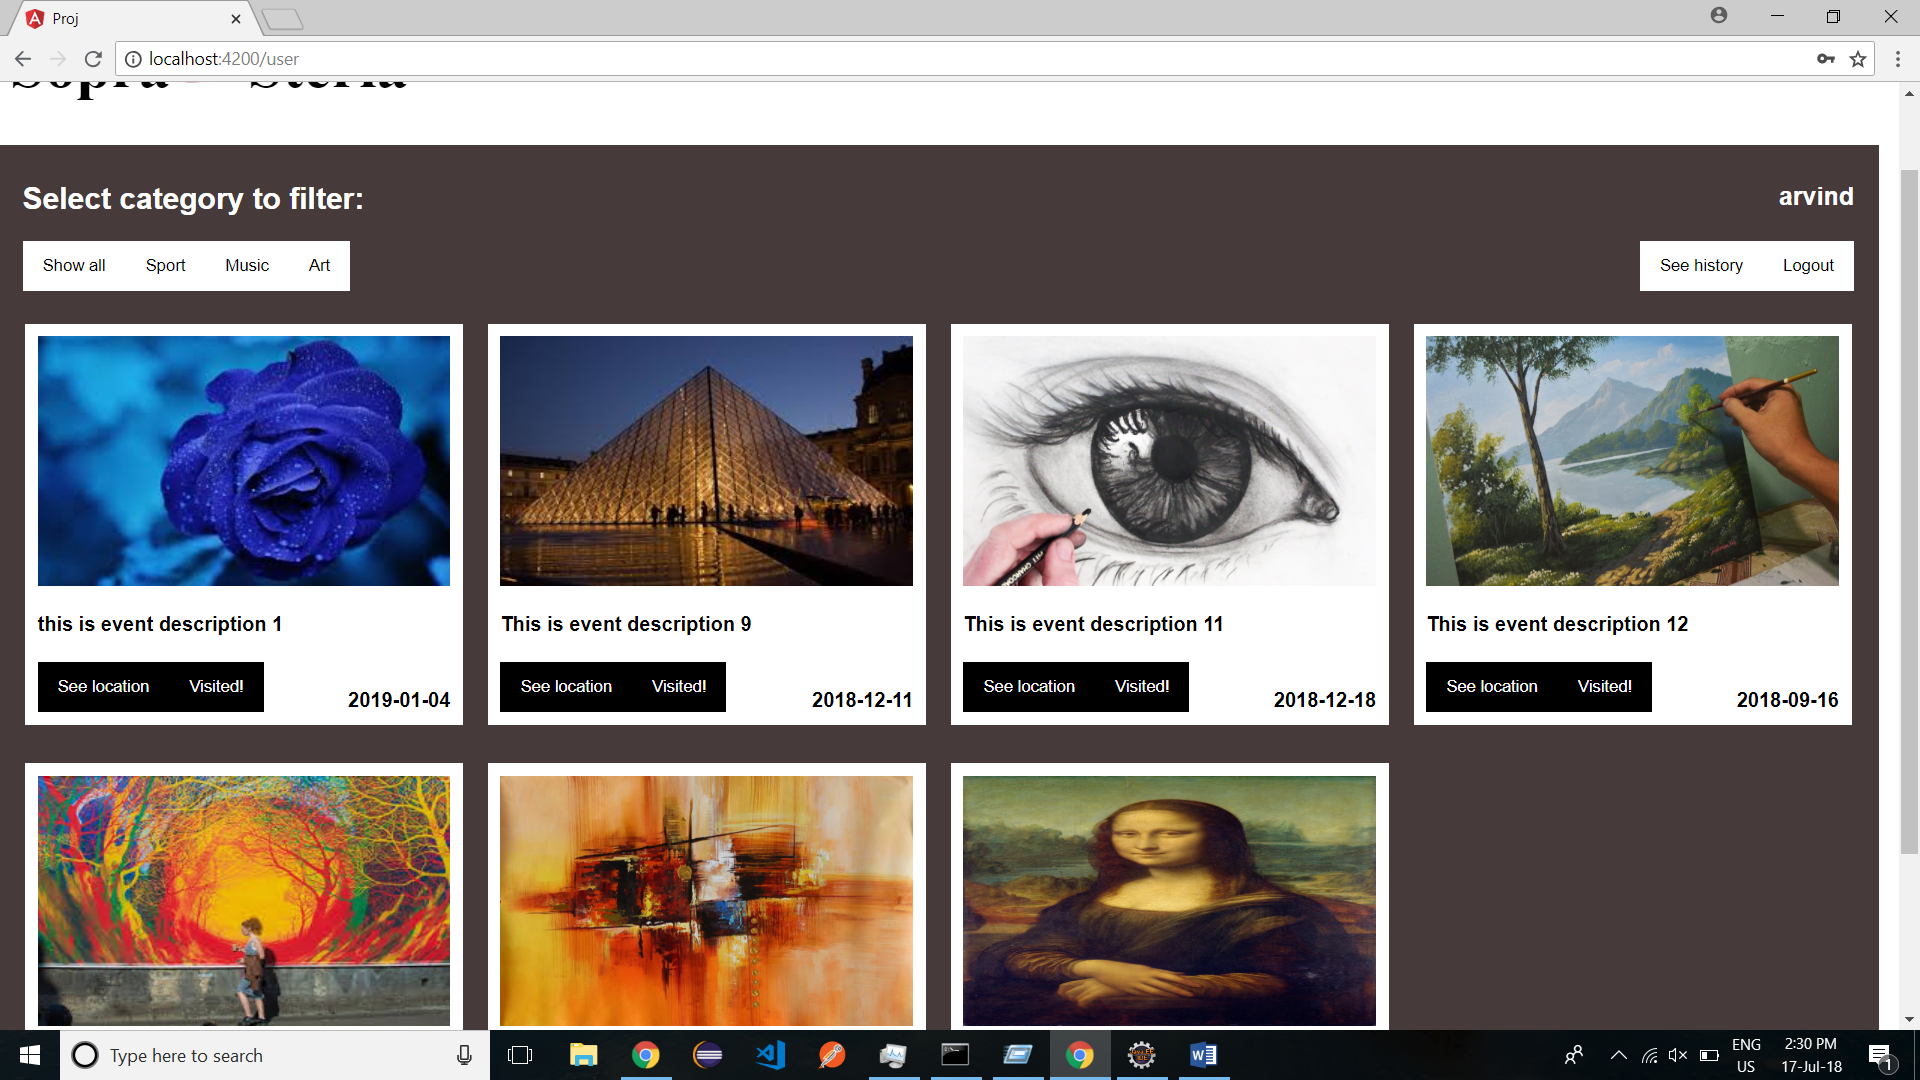 Proj
localhost:4200/user
Sopra Steria
Select category to filter:
arvind
Show all Sport Music Art
See history Logout
this is event description 1
See location Visited!
2019-01-04
This is event description 9
See location Visited!
2018-12-11
This is event description 11
See location Visited!
2018-12-18
This is event description 12
See location Visited!
2018-09-16
Type here to search
ENG
US
2:30 PM
17-Jul-18
1